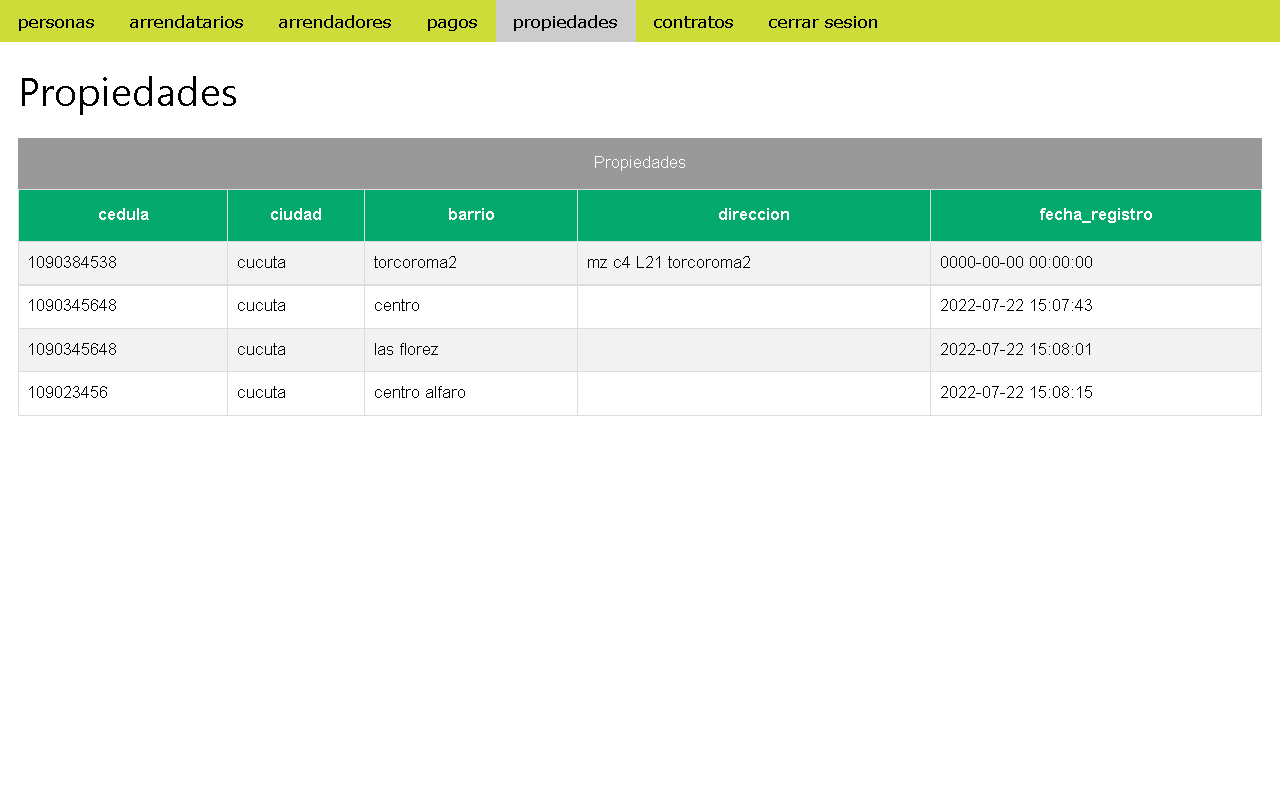 personas arrendatarios arrendadores pagos propiedades contratos cerrar sesion
Propiedades
Propiedades
cedula ciudad barrio direccion fecha_registro
1090384538 cucuta torcoroma2 mz c4 L21 torcoroma2 0000-00-00 00:00:00
1090345648 cucuta centro 2022-07-22 15:07:43
1090345648 cucuta las florez 2022-07-22 15:08:01
109023456 cucuta centro alfaro 2022-07-22 15:08:15